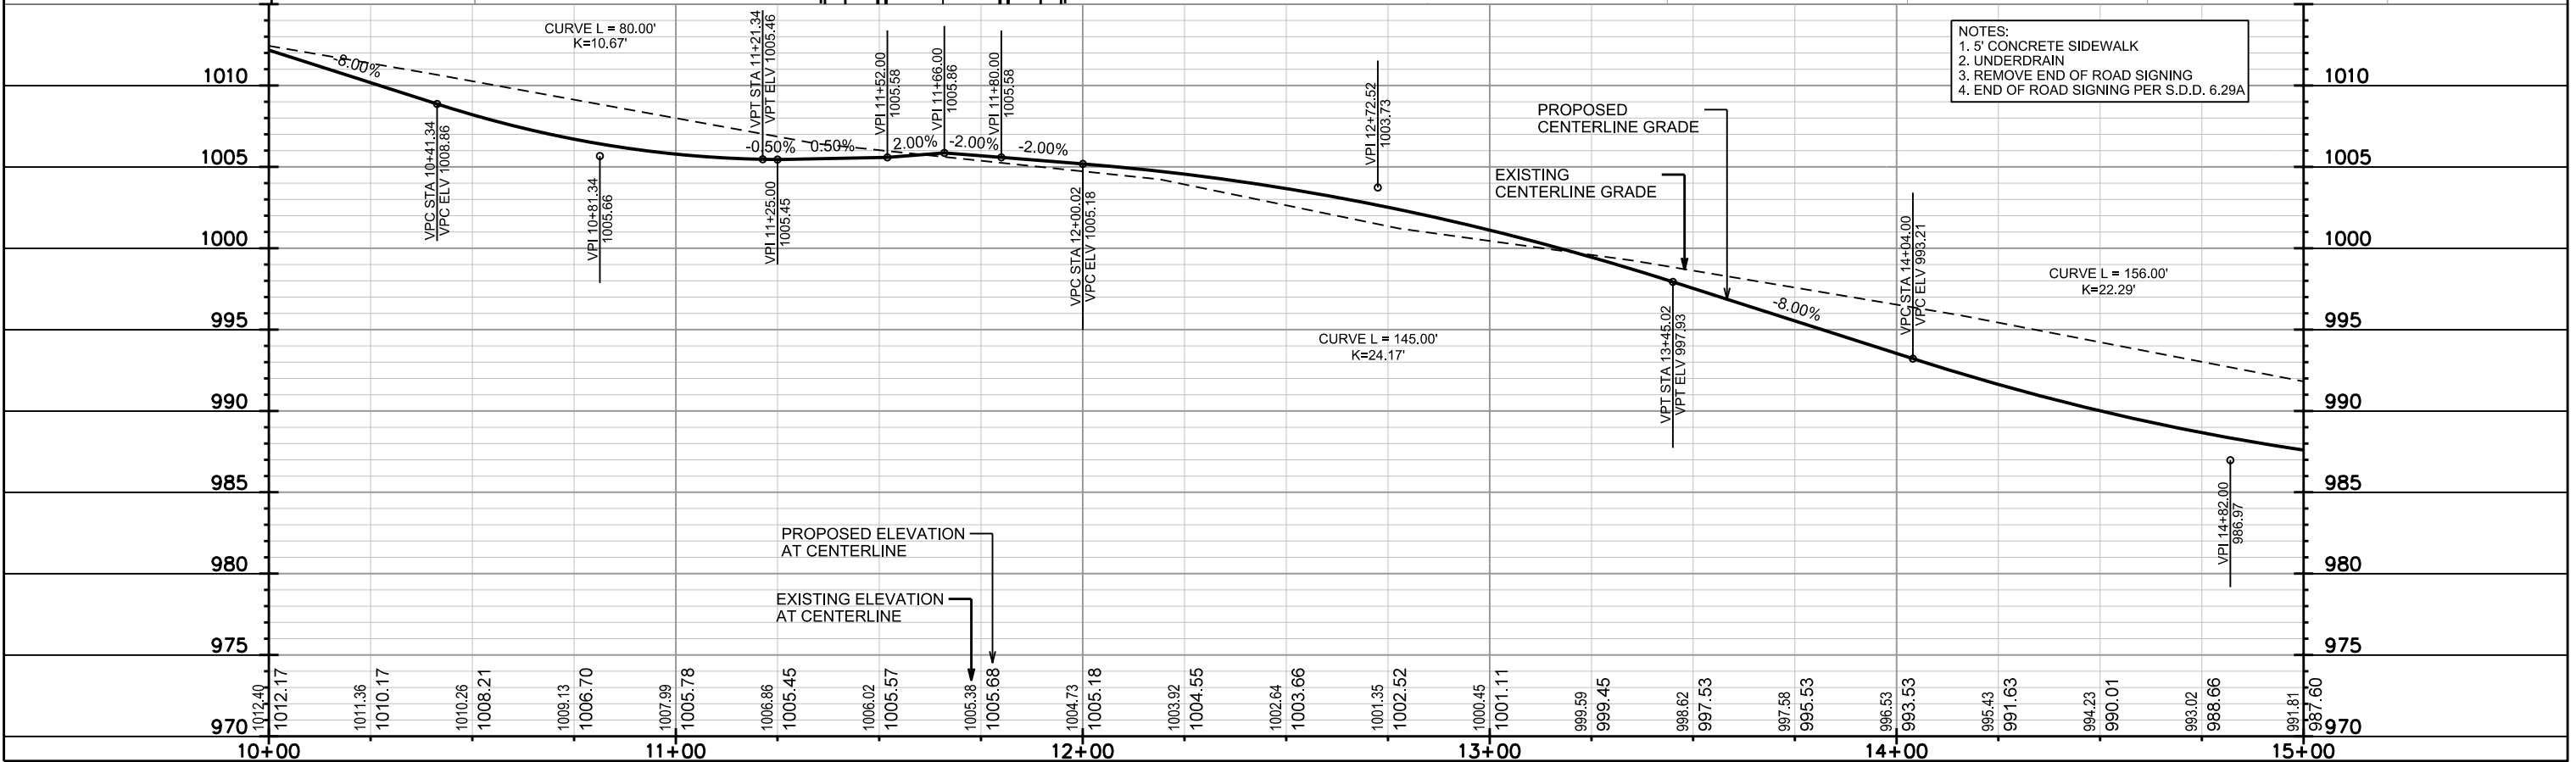 CURVE L = 80.00'
K=10.67'
-8.00%
VPC STA 10+41.34
VPC ELV 1008.86
VPI 10+81.34
1005.66
VPT STA 11+21.34
VPT ELV 1005.46
-0.50%
VPI 11+25.00
1005.45
0.50%
VPI 11+52.00
1005.58
2.00%
VPI 11+66.00
1005.86
-2.00%
VPI 11+80.00
1005.58
-2.00%
VPC STA 12+00.02
VPC ELV 1005.18
VPI 12+72.52
1003.73
CURVE L = 145.00'
K=24.17'
PROPOSED
CENTERLINE GRADE
EXISTING
CENTERLINE GRADE
VPT STA 13+45.02
VPT ELV 997.93
-8.00%
VPC STA 14+04.00
VPC ELV 993.21
CURVE L = 156.00'
K=22.29'
VPI 14+82.00
986.97
NOTES:
1. 5' CONCRETE SIDEWALK
2. UNDERDRAIN
3. REMOVE END OF ROAD SIGNING
4. END OF ROAD SIGNING PER S.D.D. 6.29A
1010
1005
1000
995
990
985
980
975
970
1010
1005
1000
995
990
985
980
975
970
PROPOSED ELEVATION
AT CENTERLINE
EXISTING ELEVATION
AT CENTERLINE
1012.40
1012.17
1011.36
1010.17
1010.26
1008.21
1009.13
1006.70
1007.99
1005.78
1006.86
1005.45
1006.02
1005.57
1005.38
1005.68
1004.73
1005.18
1003.92
1004.55
1002.64
1003.66
1001.35
1002.52
1000.45
1001.11
999.59
999.45
998.62
997.53
997.58
995.53
996.53
993.53
995.43
991.63
994.23
990.01
993.02
988.66
991.81
987.60
10+00
11+00
12+00
13+00
14+00
15+00